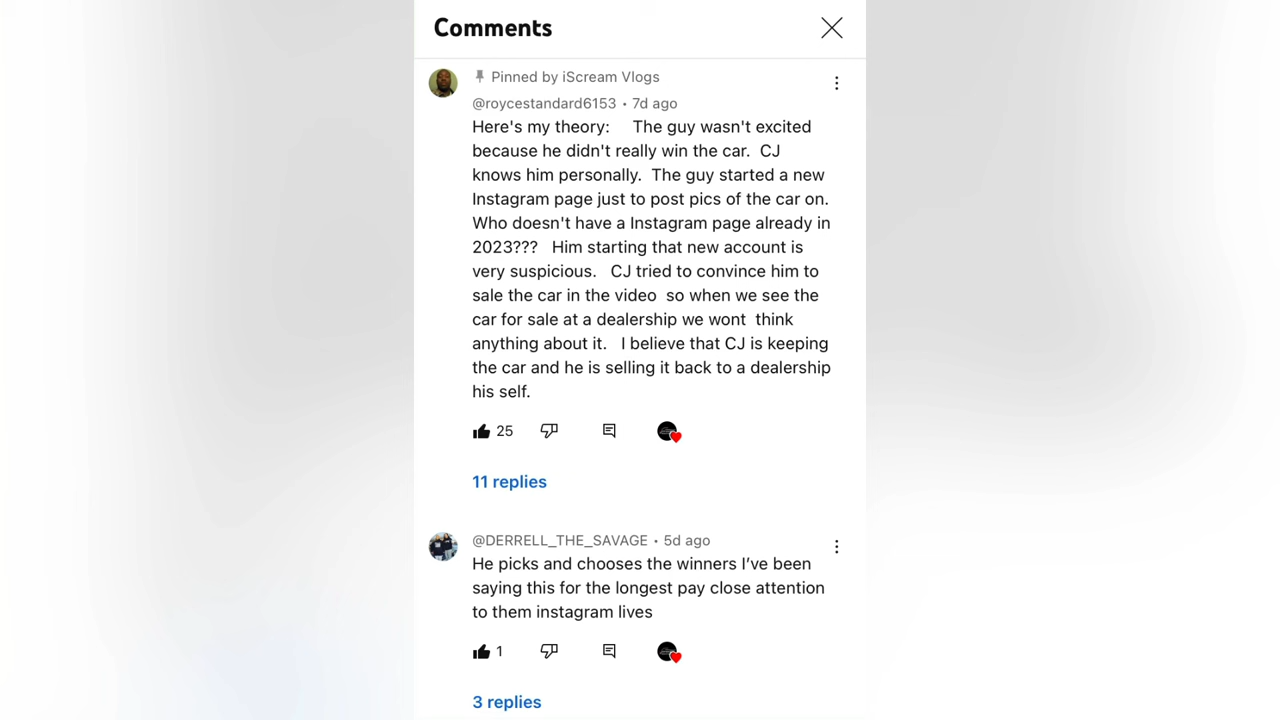 Comments
Pinned by iScream Vlogs
@roycestandard6153 • 7d ago
Here's my theory: The guy wasn't excited
because he didn't really win the car. CJ
knows him personally. The guy started a new
Instagram page just to post pics of the car on.
Who doesn't have a Instagram page already in
2023??? Him starting that new account is
very suspicious. CJ tried to convince him to
sale the car in the video so when we see the
car for sale at a dealership we wont think
anything about it. I believe that CJ is keeping
the car and he is selling it back to a dealership
his self.
25
11 replies
@DERRELL_THE_SAVAGE • 5d ago
He picks and chooses the winners I’ve been
saying this for the longest pay close attention
to them instagram lives
1
3 replies